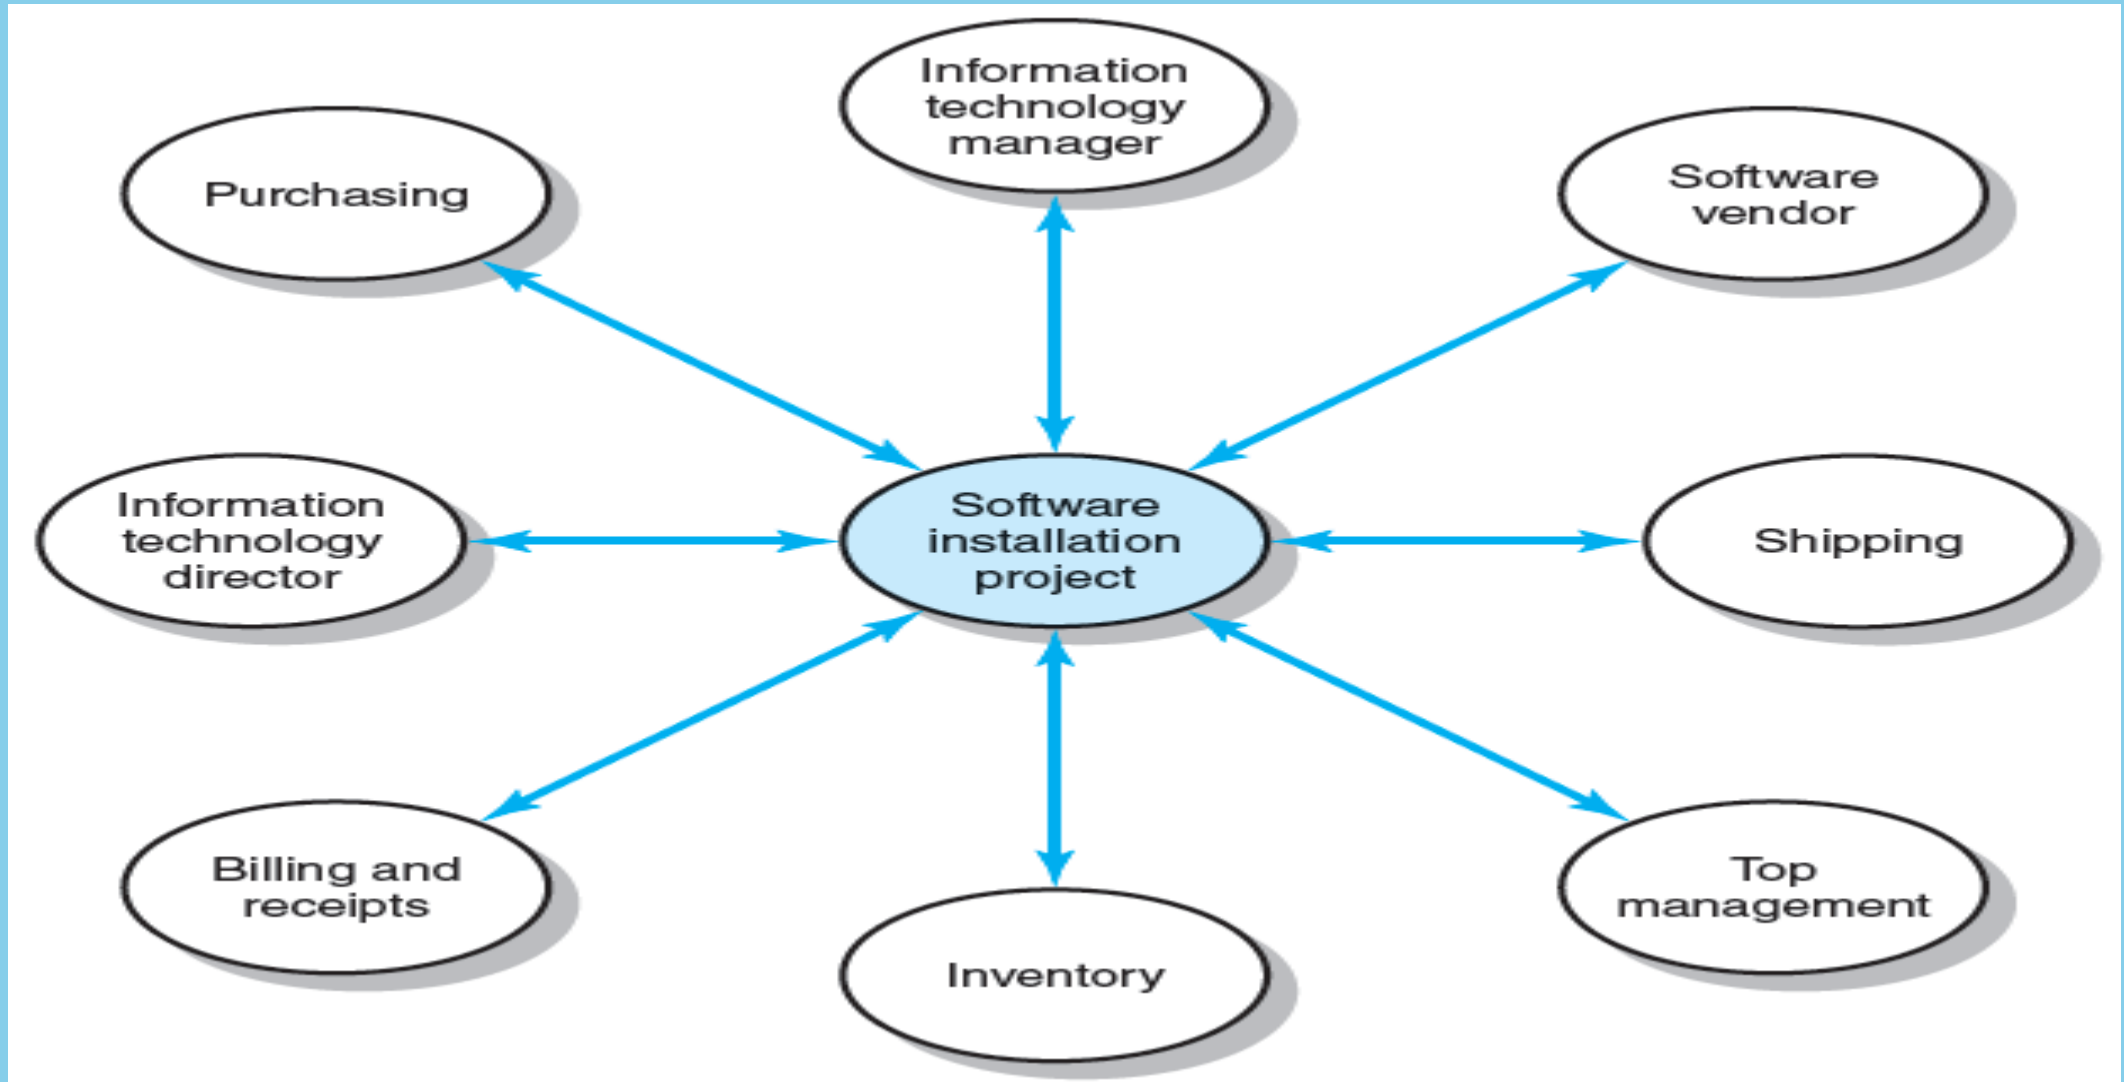 Information
technology
manager
Purchasing
Software
vendor
Information
technology
director
Software
installation
project
Shipping
Billing and
receipts
Top
management
Inventory